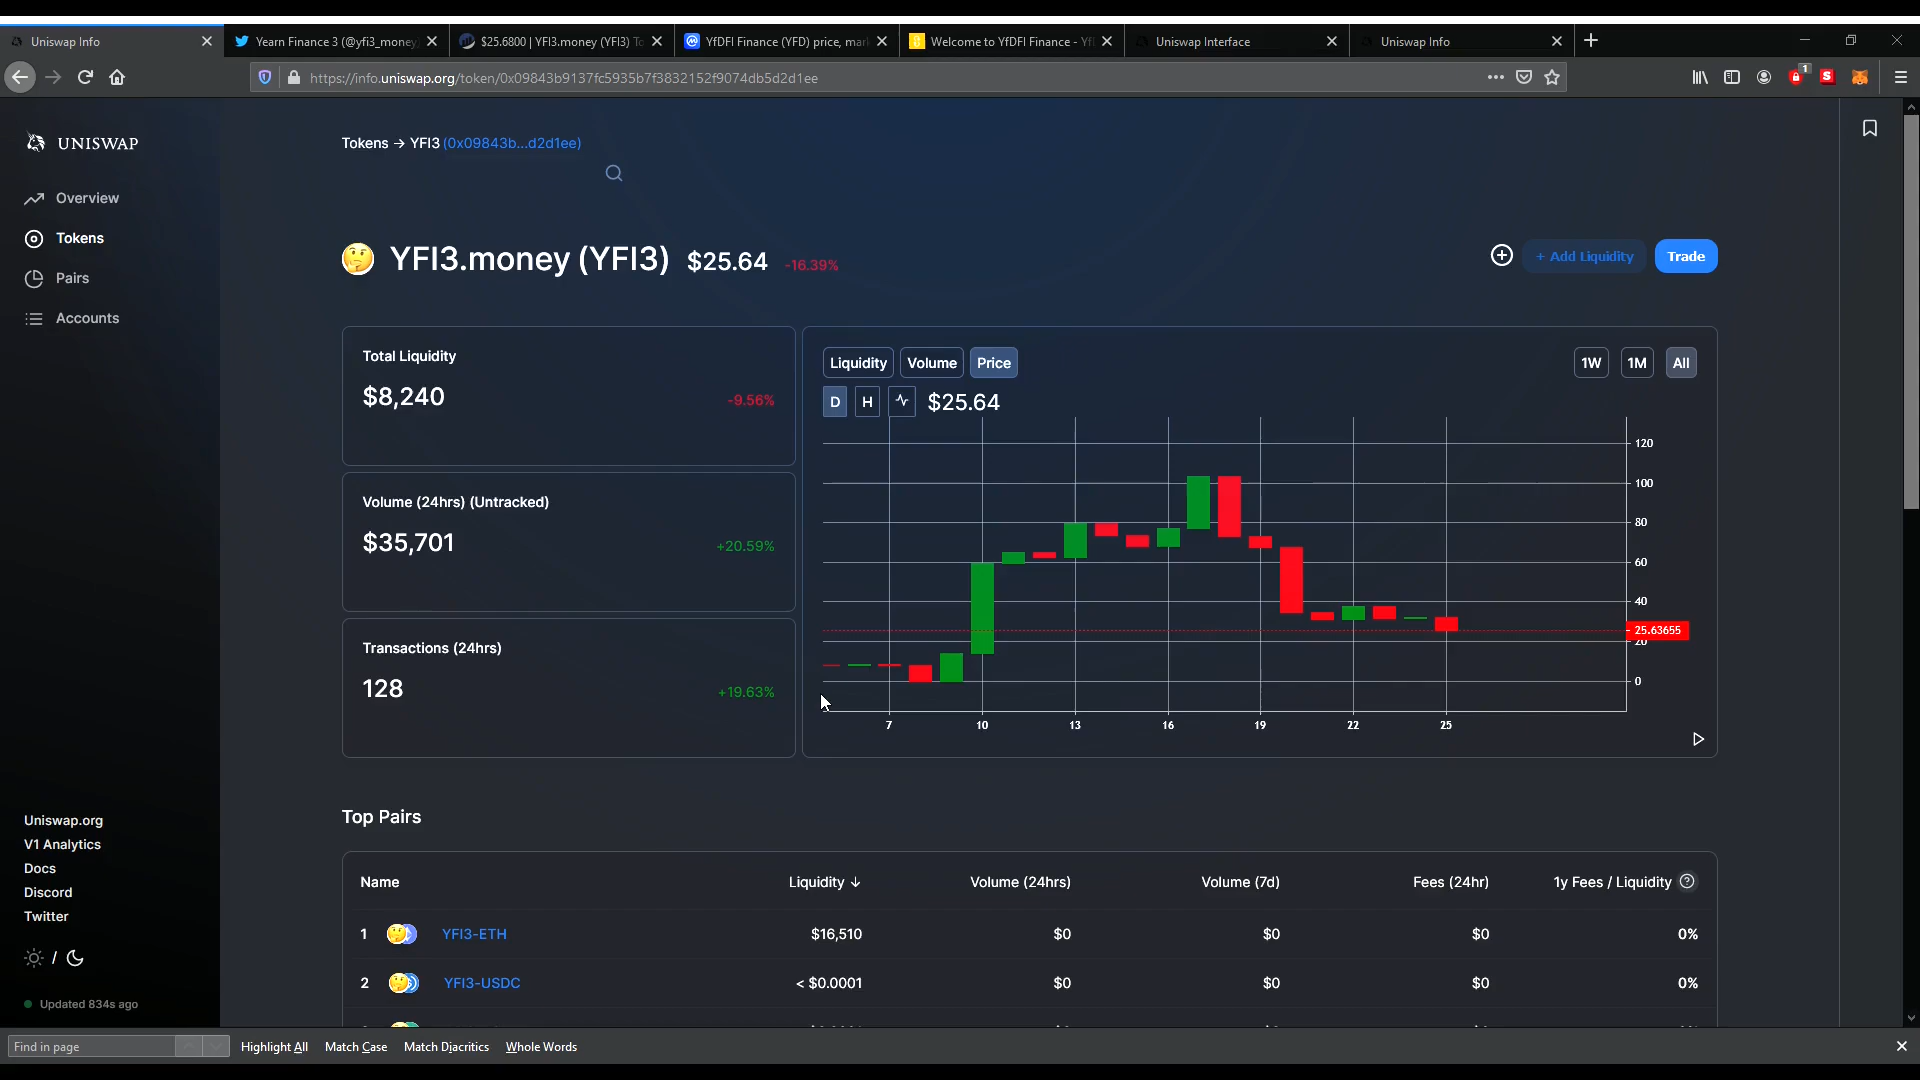 Uniswap Info
Yearn Finance 3 (@yfi3_money
$25.6800 | YFI3.money (YFI3) To
YfDFI Finance (YFD) price, mar
Welcome to YfDFI Finance - Yf
Uniswap Interface
Uniswap Info
https://info.uniswap.org/token/0x09843b9137fc5935b7f3832152f9074db5d2d1ee
1
S
UNISWAP
Overview
Tokens
Pairs
Accounts
Tokens → YFI3 (0x09843b...d2d1ee)
YFI3.money (YFI3) $25.64 -16.39%
+ Add Liquidity
Trade
Total Liquidity
$8,240 -9.56%
Volume (24hrs) (Untracked)
$35,701 +20.59%
Transactions (24hrs)
128 +19.63%
Liquidity Volume Price
1W 1M All
D H $25.64
120
100
80
60
40
25.63655
20
0
7 10 13 16 19 22 25
Top Pairs
Name Liquidity ↓ Volume (24hrs) Volume (7d) Fees (24hr) 1y Fees / Liquidity ?
1 YFI3-ETH $16,510 $0 $0 $0 0%
2 YFI3-USDC < $0.0001 $0 $0 $0 0%
Uniswap.org
V1 Analytics
Docs
Discord
Twitter
/
Updated 834s ago
Find in page
Highlight All Match Case Match Diacritics Whole Words